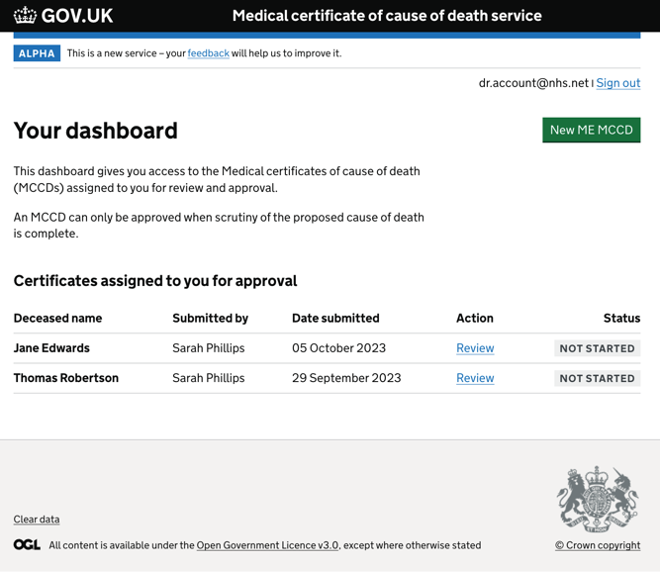 GOV.UK
Medical certificate of cause of death service
ALPHA This is a new service – your feedback will help us to improve it.
dr.account@nhs.net | Sign out
Your dashboard
New ME MCCD
This dashboard gives you access to the Medical certificates of cause of death
(MCCDs) assigned to you for review and approval.
An MCCD can only be approved when scrutiny of the proposed cause of death
is complete.
Certificates assigned to you for approval
Deceased name Submitted by Date submitted Action Status
Jane Edwards Sarah Phillips 05 October 2023 Review NOT STARTED
Thomas Robertson Sarah Phillips 29 September 2023 Review NOT STARTED
Clear data
OGL All content is available under the Open Government Licence v3.0, except where otherwise stated
© Crown copyright